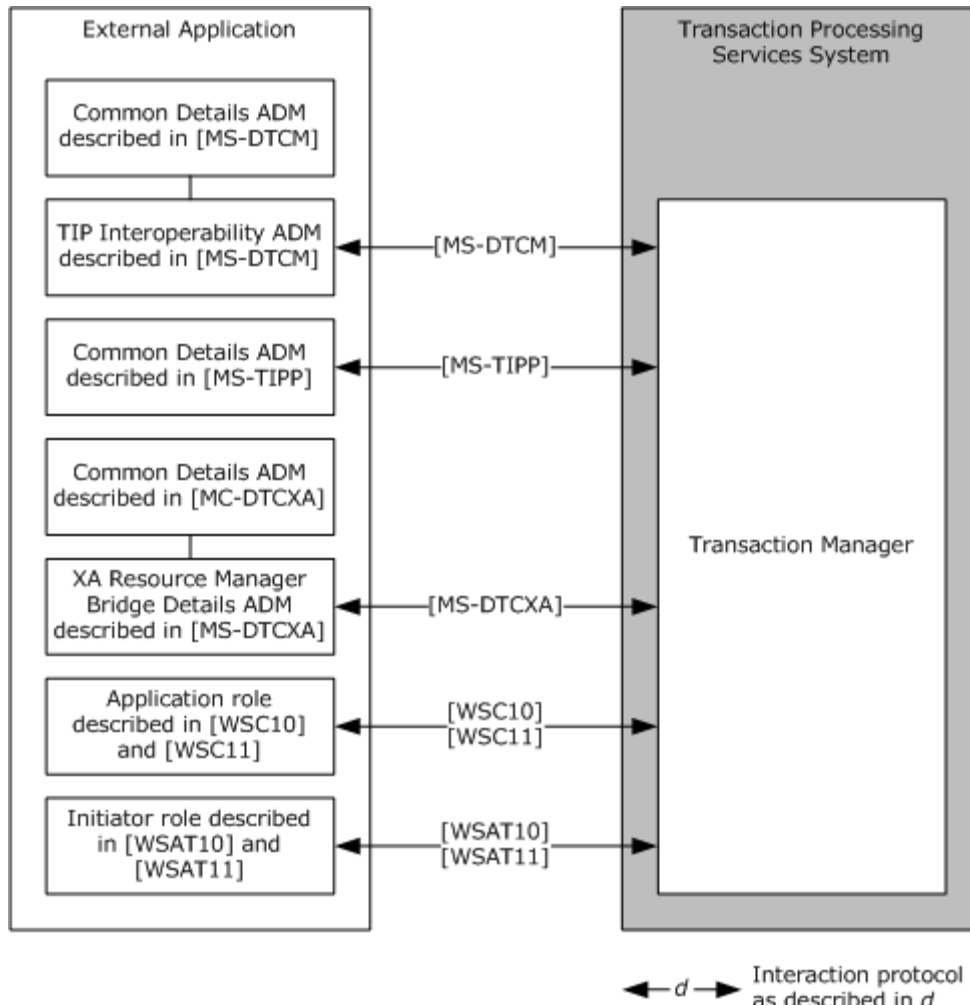 External Application
Transaction Processing
Services System
Common Details ADM
described in [MS-DTCM]
TIP Interoperability ADM
described in [MS-DTCM]
[MS-DTCM]
Common Details ADM
described in [MS-TIPP]
[MS-TIPP]
Common Details ADM
described in [MC-DTCXA]
Transaction Manager
XA Resource Manager
Bridge Details ADM
described in [MS-DTCXA]
[MS-DTCXA]
Application role
described in [WSC10]
and [WSC11]
[WSC10]
[WSC11]
Initiator role described
in [WSAT10] and
[WSAT11]
[WSAT10]
[WSAT11]
d
Interaction protocol
as described in d